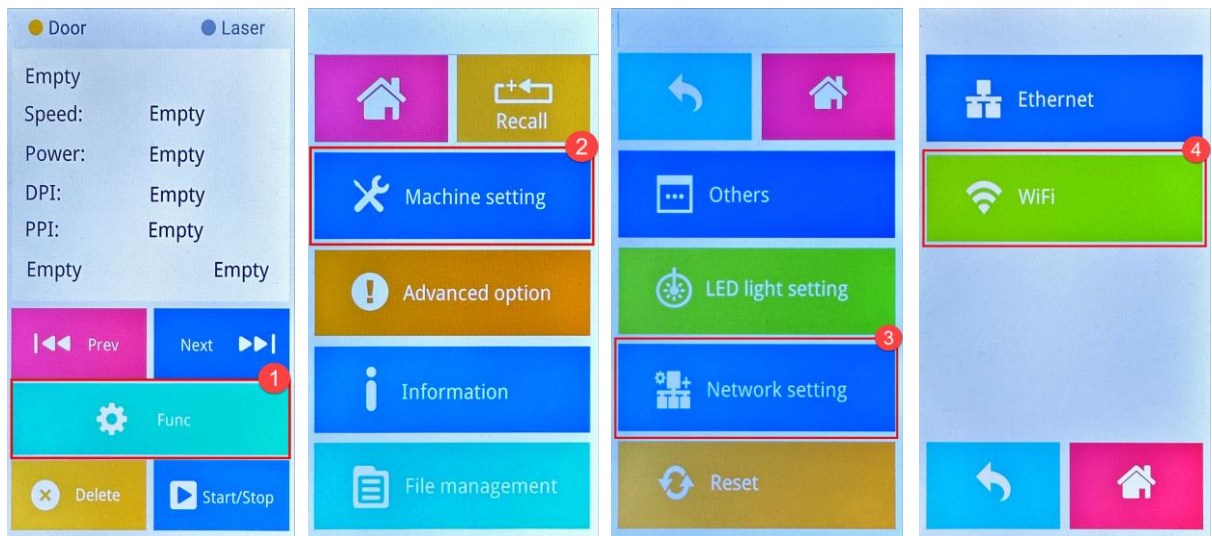 Door Laser
Empty
Speed: Empty
Power: Empty
DPI: Empty
PPI: Empty
Empty Empty
Prev Next
1
Func
Delete Start/Stop
Recall
2
Machine setting
Advanced option
Information
File management
Others
LED light setting
3
Network setting
Reset
Ethernet
4
WiFi